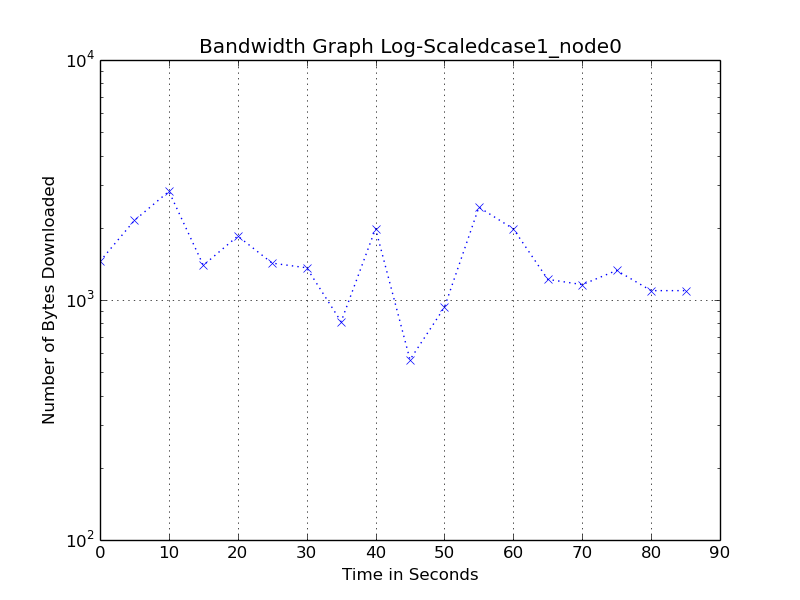 Bandwidth Graph Log-Scaledcase1_node0
Number of Bytes Downloaded
10^4
10^3
10^2
0 10 20 30 40 50 60 70 80 90
Time in Seconds